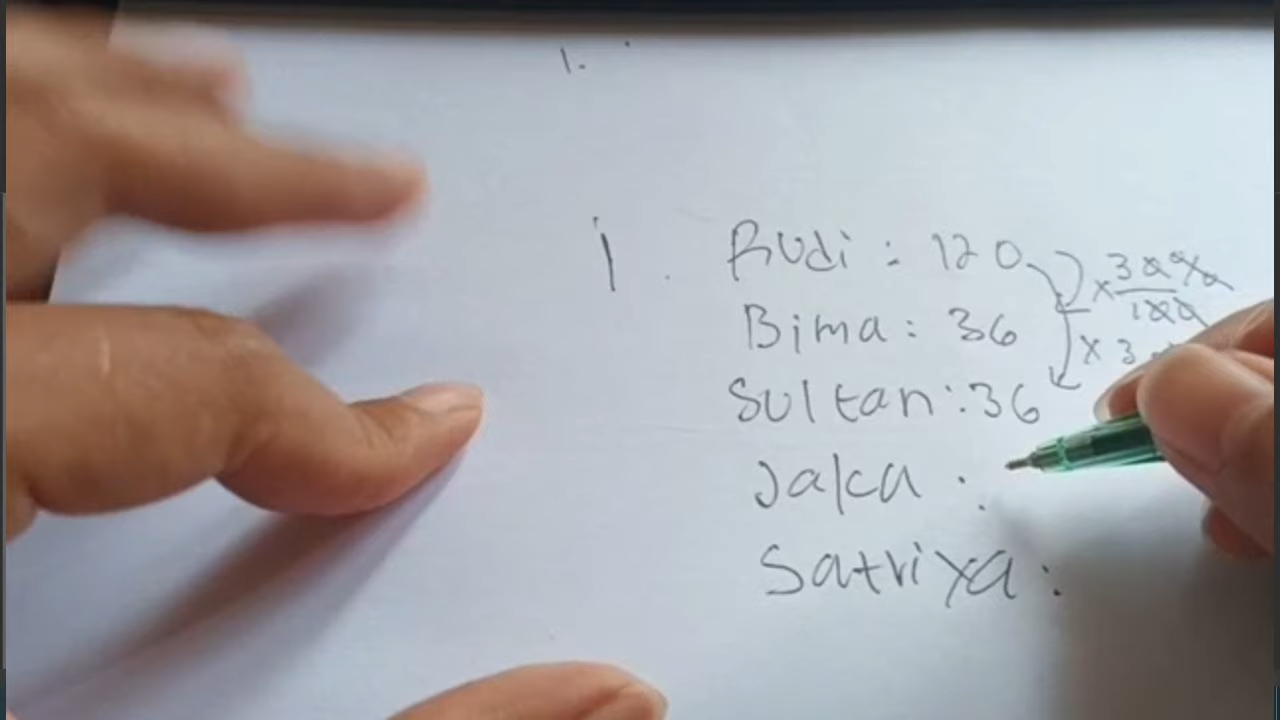 1.
1. Rudi : 120 x 30%/100
Bima : 36 x 3
Sultan : 36
Jaka :
Satriya :